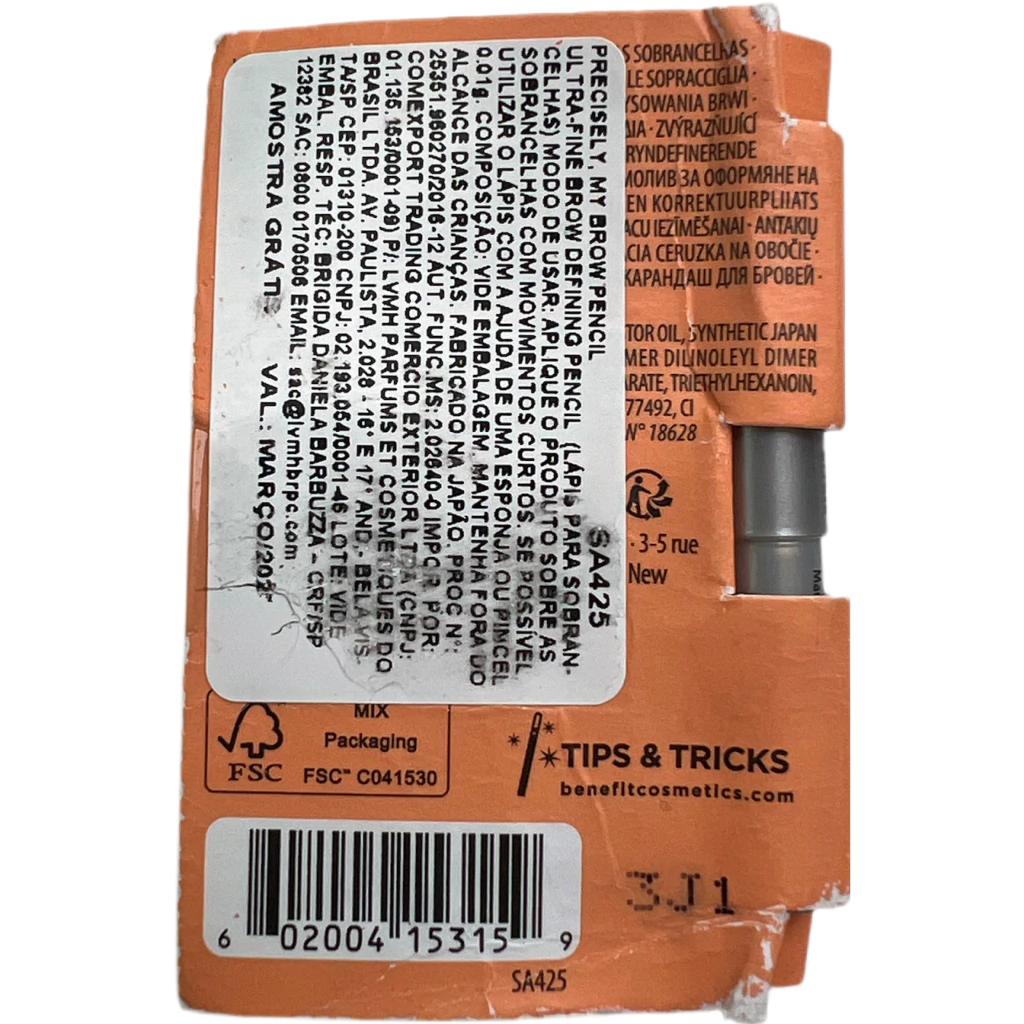 SA425
PRECISELY, MY BROW PENCIL
ULTRA-FINE BROW DEFINING PENCIL (LÁPIS PARA SOBRAN-
CELHAS) MODO DE USAR: APLIQUE O PRODUTO SOBRE AS
SOBRANCELHAS COM MOVIMENTOS CURTOS. SE POSSÍVEL
UTILIZAR O LÁPIS COM A AJUDA DE UMA ESPONJA OU PINCEL
0.01g. COMPOSIÇÃO: VIDE EMBALAGEM. MANTENHA FORA DO
ALCANCE DAS CRIANÇAS. FABRICADO NA JAPÃO. PROC N°:
25351.960270/2016-12 AUT. FUNC.MS: 2.02640-0 IMPOR. POR:
COMEXPORT TRADING COMERCIO EXTERIOR LTDA (CNPJ:
01.135.153/0001-09) P/: LVMH PARFUMS ET COSMETIQUES DO
BRASIL LTDA. AV. PAULISTA, 2.028 - 16° E 17° AND., BELA VIS-
TA/SP CEP: 01310-200 CNPJ: 02.193.054/0001-46 LOTE: VIDE
EMBAL. RESP. TÉC: BRIGIDA DANIELA BARBUZZA - CRF/SP
12382 SAC: 0800 0170506 EMAIL: sac@lvmhbrpc.com
AMOSTRA GRÁTIS VAL.: MARÇO/202
S SOBRANCELHAS ·
LE SOPRACCIGLIA ·
YSOWANIA BRWI ·
ZVÝRAZŇUJÍCÍ
RYNDEFINERENDE
МОЛИВ ЗА ОФОРМЯНЕ НА
EN KORREKTUURPLIIATS
ACU IEZĪMĒŠANAI · ANTAKIŲ
CIA CERUZKA NA OBOČIE ·
КАРАНДАШ ДЛЯ БРОВЕЙ ·
TOR OIL, SYNTHETIC JAPAN
MER DILINOLEYL DIMER
RATE, TRIETHYLHEXANOIN,
77492, CI
N° 18628
· 3-5 rue
New
MIX
Packaging
FSC FSC™ C041530
TIPS & TRICKS
benefitcosmetics.com
3J1
6 02004 15315 9
SA425